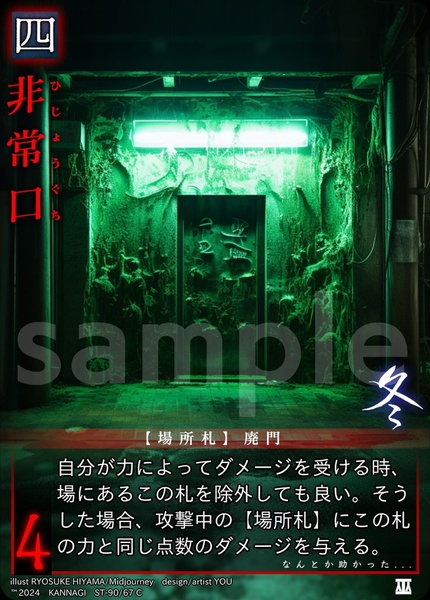 四
非常口
ひじょうぐち
sample
冬
【場所札】廃門
自分が力によってダメージを受ける時、
場にあるこの札を除外しても良い。そう
した場合、攻撃中の【場所札】にこの札
の力と同じ点数のダメージを与える。
4
なんとか助かった...
illust RYOSUKE HIYAMA/Midjourney design/artist YOU
™2024 KANNAGI ST-90/67 C